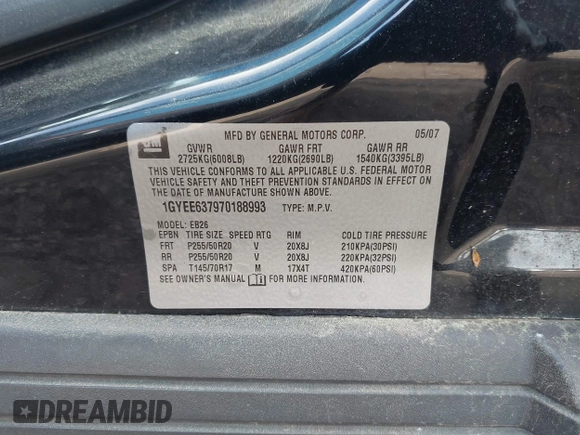 GM
MFD BY GENERAL MOTORS CORP. 05/07
GVWR GAWR FRT GAWR RR
2725KG(6008LB) 1220KG(2690LB) 1540KG(3395LB)
THIS VEHICLE CONFORMS TO ALL APPLICABLE U.S. FEDERAL MOTOR
VEHICLE SAFETY AND THEFT PREVENTION STANDARDS IN EFFECT ON
THE DATE OF MANUFACTURE SHOWN ABOVE.
1GYEE637970188993 TYPE: M.P.V.
MODEL: EB26
EPBN TIRE SIZE SPEED RTG RIM COLD TIRE PRESSURE
FRT P255/50R20 V 20X8J 210KPA(30PSI)
RR P255/50R20 V 20X8J 220KPA(32PSI)
SPA T145/70R17 M 17X4T 420KPA(60PSI)
SEE OWNER'S MANUAL FOR MORE INFORMATION.
DREAMBID